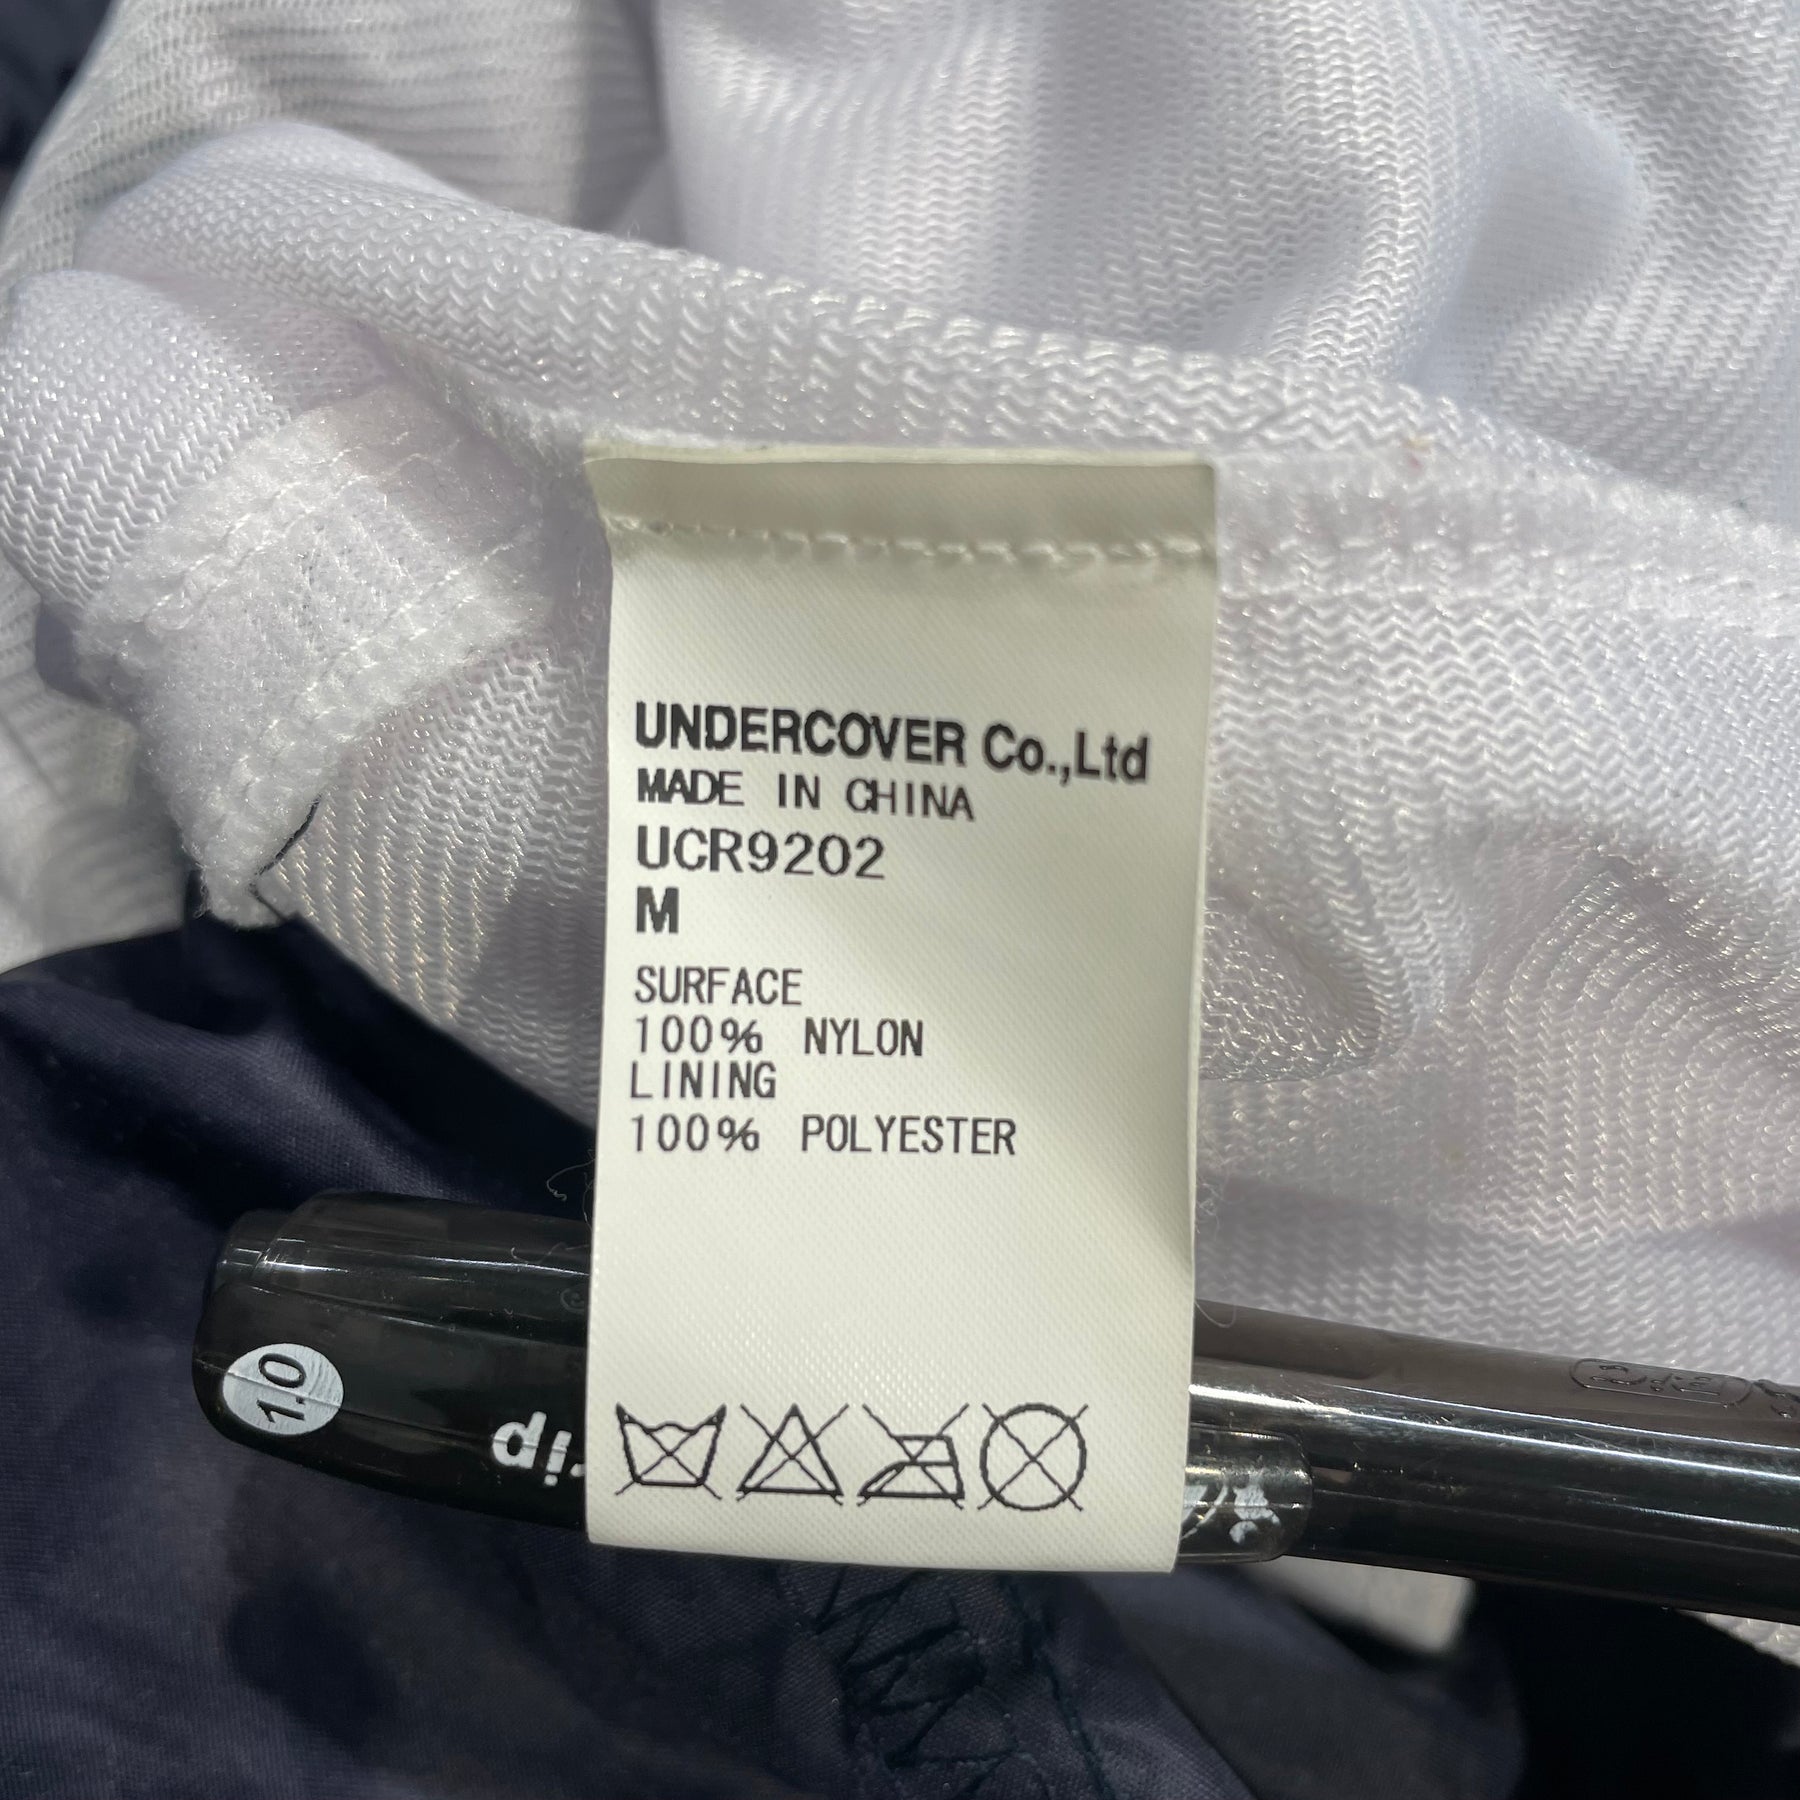 UNDERCOVER Co.,Ltd
MADE IN CHINA
UCR9202
M
SURFACE
100% NYLON
LINING
100% POLYESTER
1.0